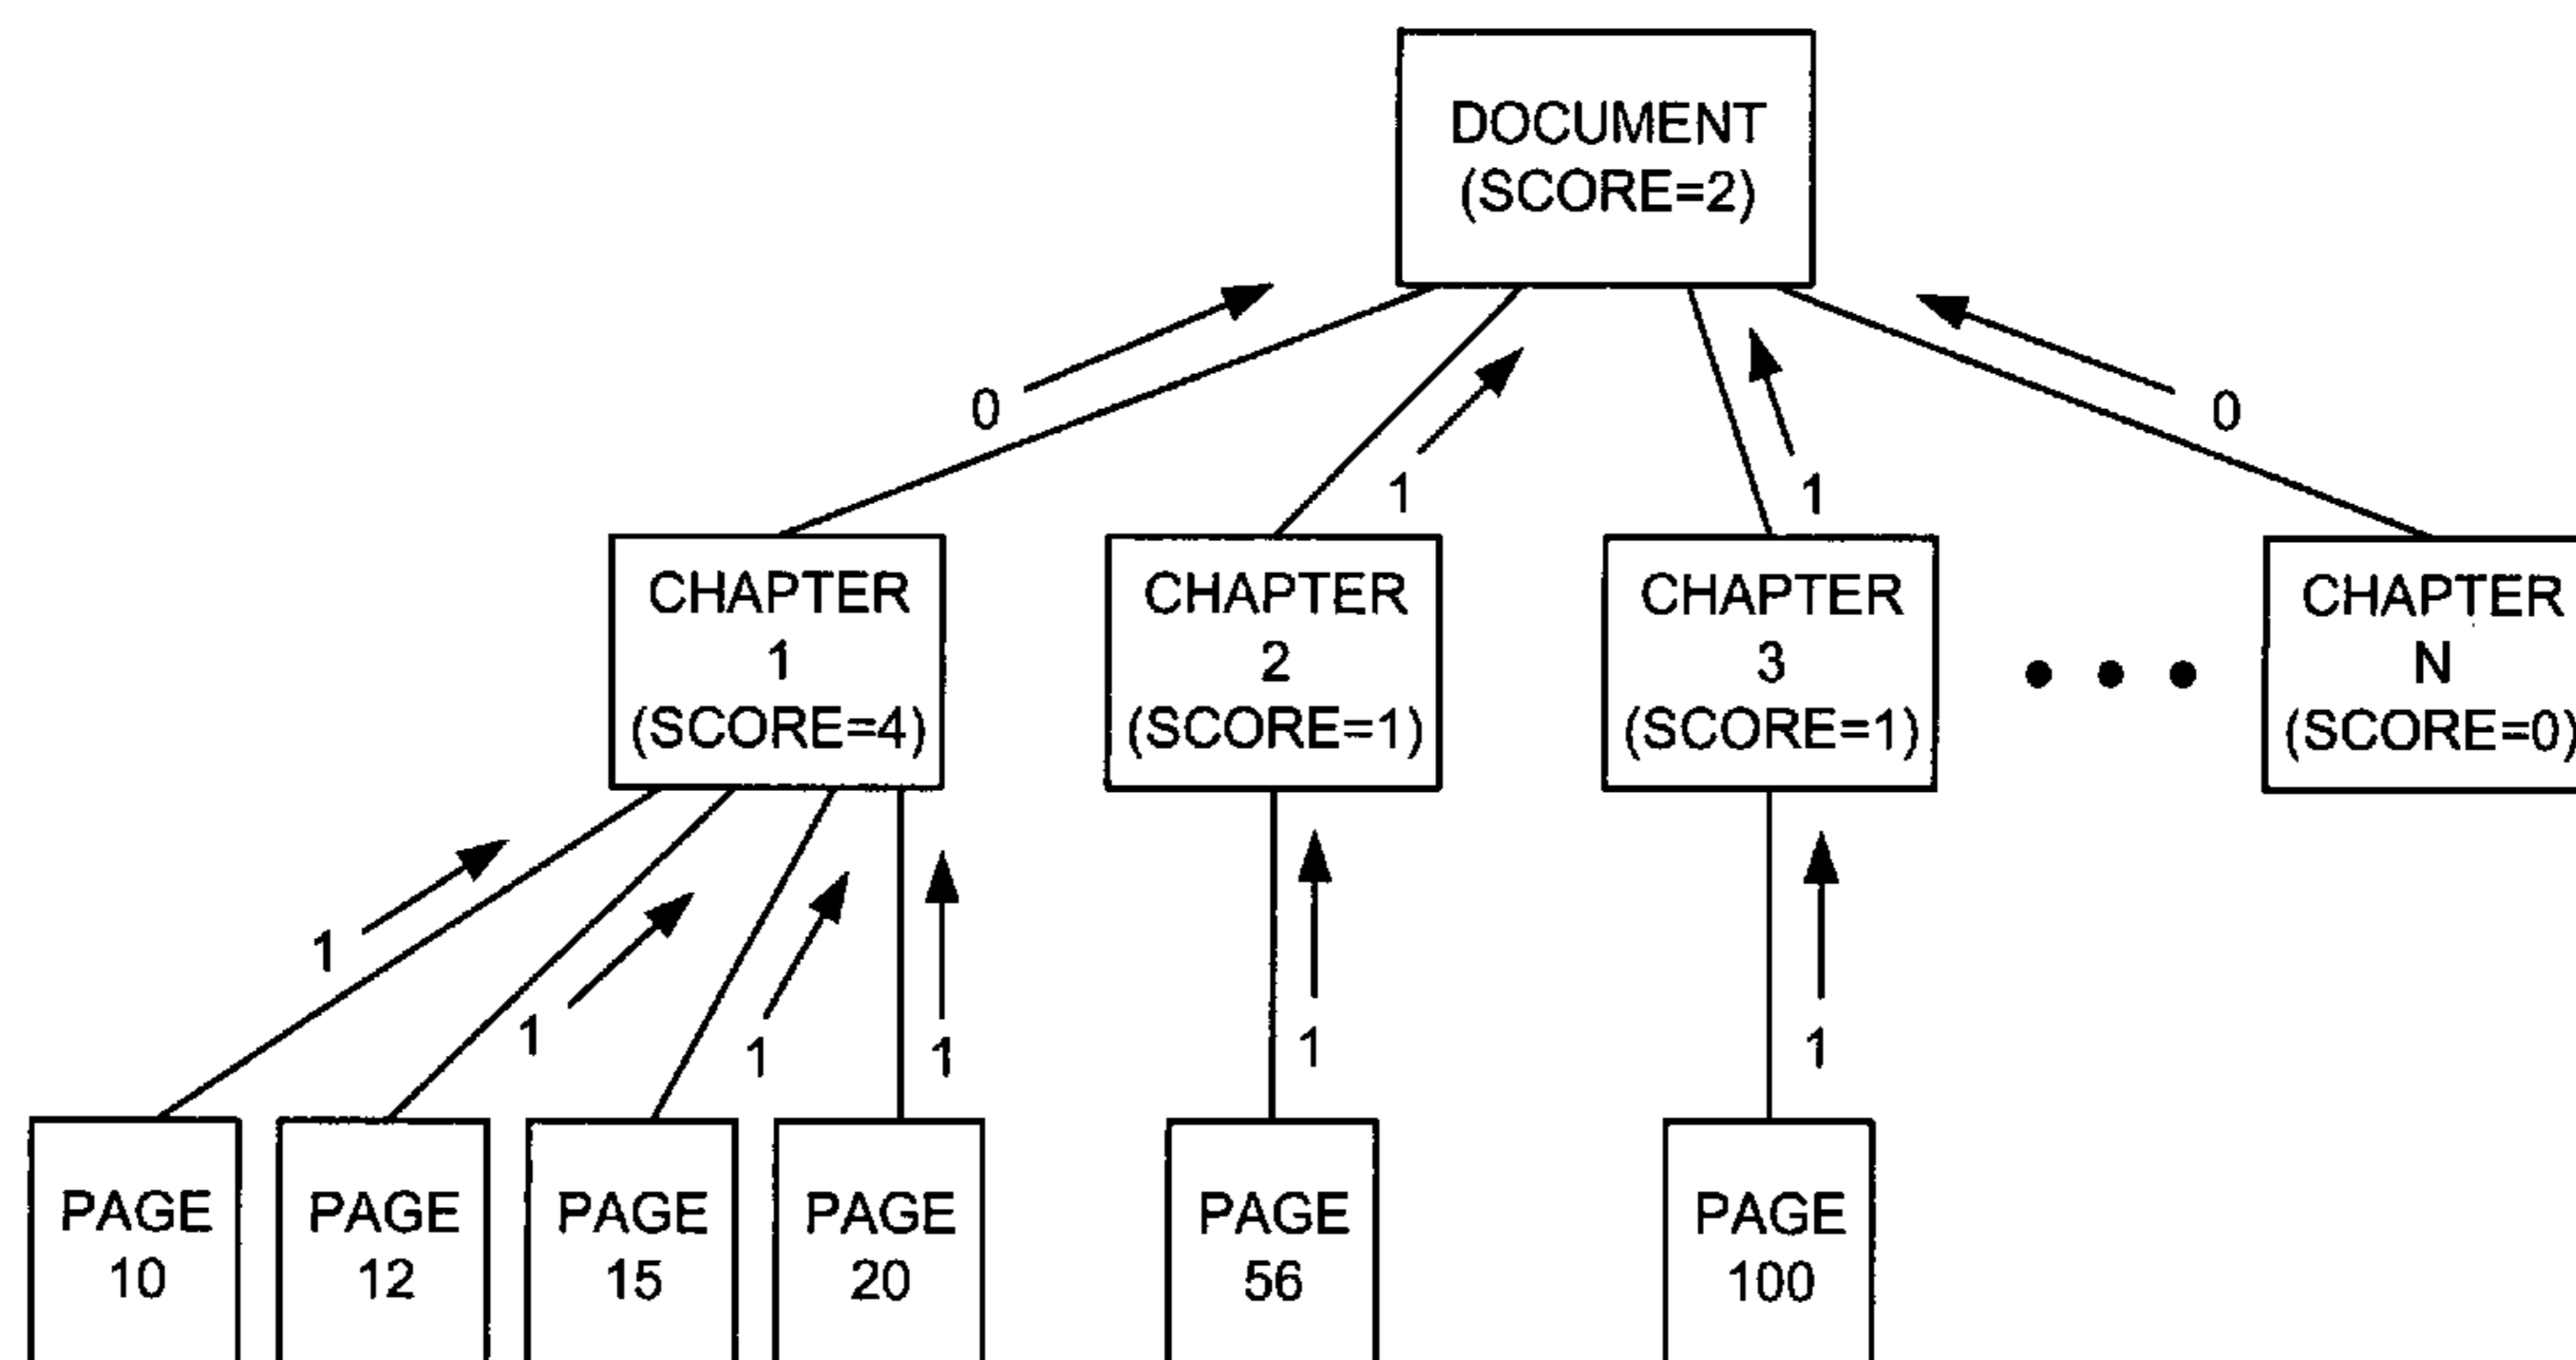 DOCUMENT
(SCORE=2)
0
0
1
1
CHAPTER
1
(SCORE=4)
CHAPTER
2
(SCORE=1)
CHAPTER
3
(SCORE=1)
CHAPTER
N
(SCORE=0)
1
1
1
1
1
1
PAGE
10
PAGE
12
PAGE
15
PAGE
20
PAGE
56
PAGE
100